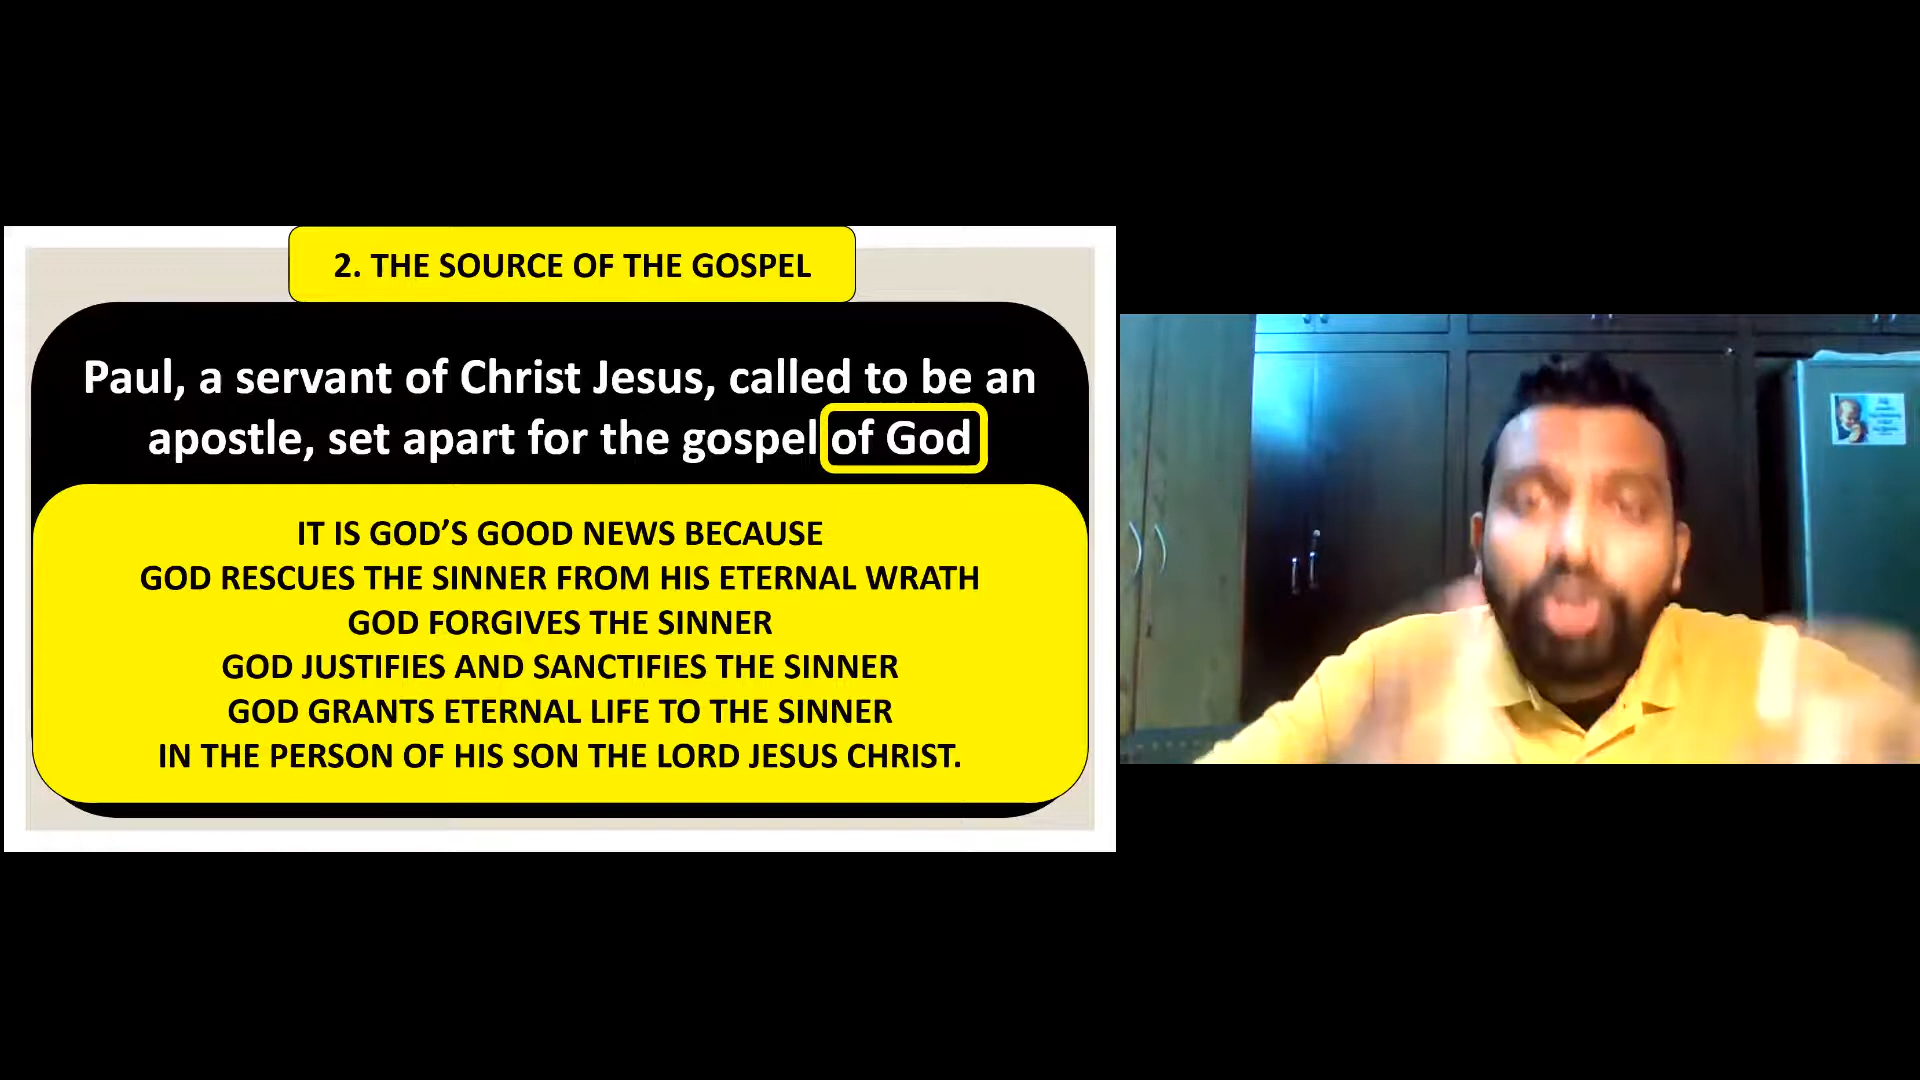 2. THE SOURCE OF THE GOSPEL
Paul, a servant of Christ Jesus, called to be an
apostle, set apart for the gospel of God
IT IS GOD’S GOOD NEWS BECAUSE
GOD RESCUES THE SINNER FROM HIS ETERNAL WRATH
GOD FORGIVES THE SINNER
GOD JUSTIFIES AND SANCTIFIES THE SINNER
GOD GRANTS ETERNAL LIFE TO THE SINNER
IN THE PERSON OF HIS SON THE LORD JESUS CHRIST.